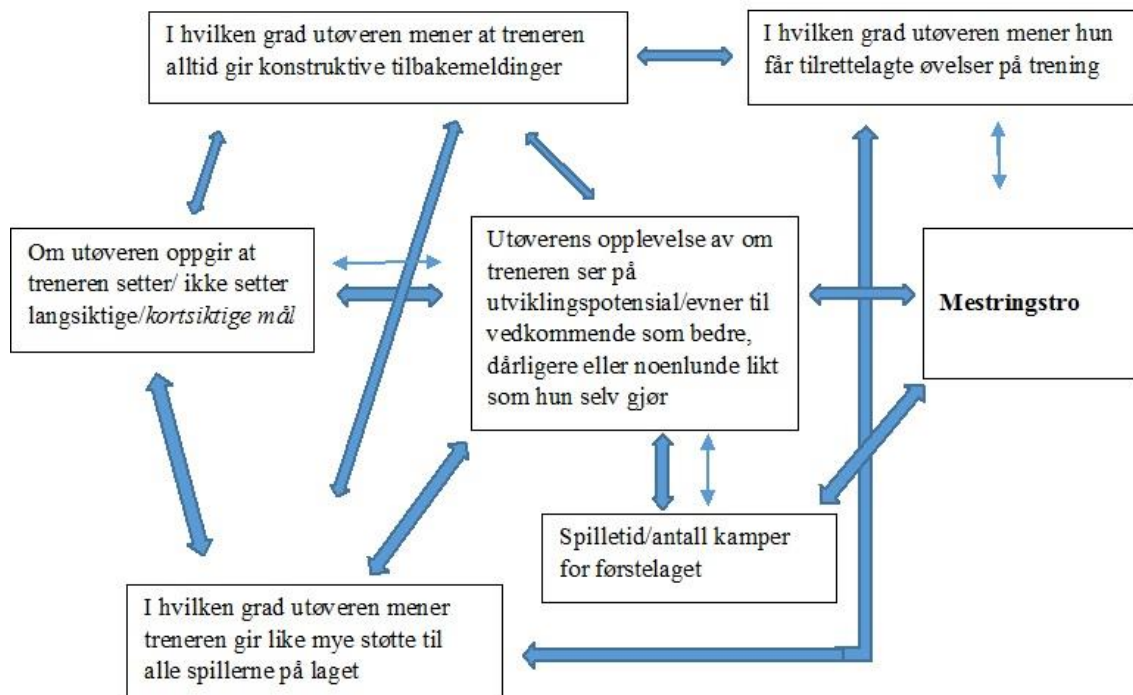 I hvilken grad utøveren mener at treneren
alltid gir konstruktive tilbakemeldinger
I hvilken grad utøveren mener hun
får tilrettelagte øvelser på trening
Om utøveren oppgir at
treneren setter/ ikke setter
langsiktige/kortsiktige mål
Utøverens opplevelse av om
treneren ser på
utviklingspotensial/evner til
vedkommende som bedre,
dårligere eller noenlunde likt
som hun selv gjør
Mestringstro
Spilletid/antall kamper
for førstelaget
I hvilken grad utøveren mener
treneren gir like mye støtte til
alle spillerne på laget